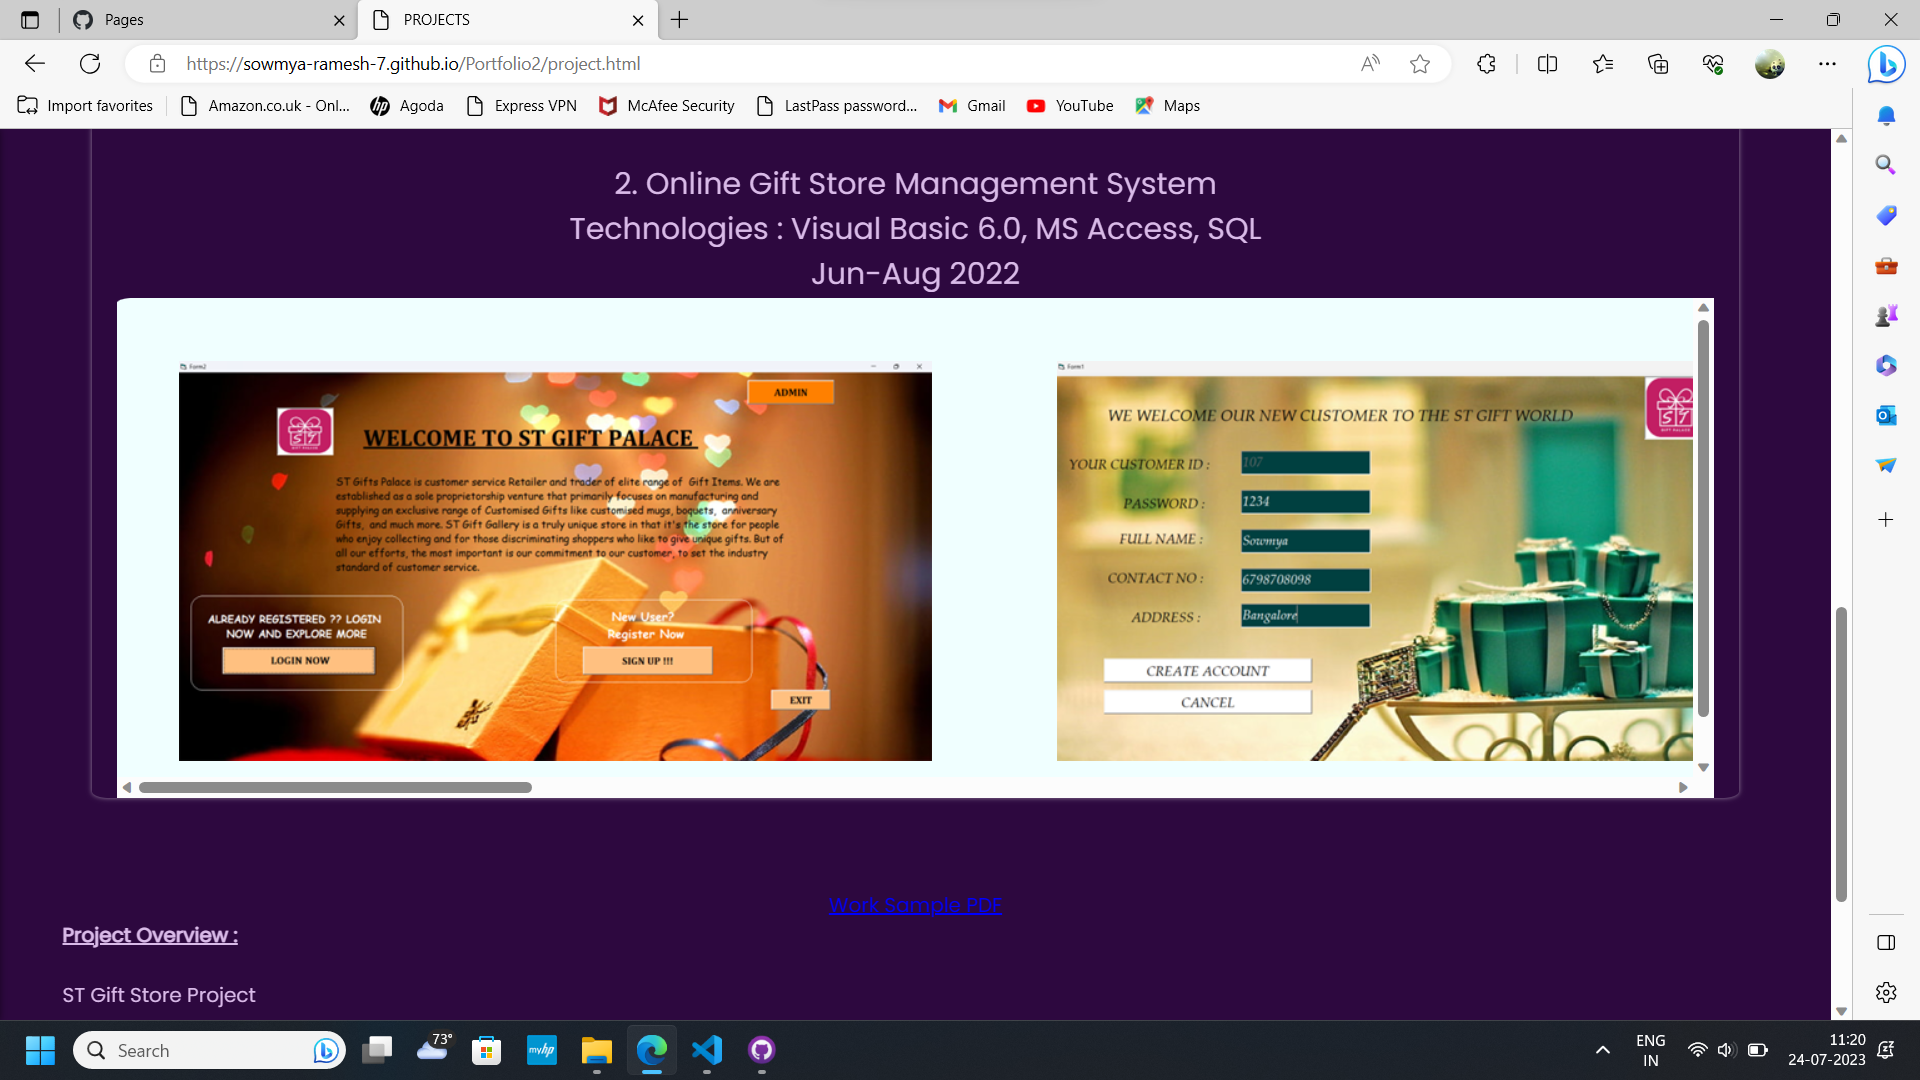 Pages
PROJECTS
https://sowmya-ramesh-7.github.io/Portfolio2/project.html
Import favorites
Amazon.co.uk - Onl...
Agoda
Express VPN
McAfee Security
LastPass password...
Gmail
YouTube
Maps
2. Online Gift Store Management System
Technologies : Visual Basic 6.0, MS Access, SQL
Jun-Aug 2022
Form2
ADMIN
WELCOME TO ST GIFT PALACE
ST Gifts Palace is customer service Retailer and trader of elite range of Gift Items. We are
established as a sole proprietorship venture that primarily focuses on manufacturing and
supplying an exclusive range of Customised Gifts like customised mugs, boquets, anniversary
Gifts, and much more. ST Gift Gallery is a truly unique store in that it's the store for people
who enjoy collecting and for those discriminating shoppers who like to give unique gifts. But of
all our efforts, the most important is our commitment to our customer, to set the industry
standard of customer service.
ALREADY REGISTERED ?? LOGIN
NOW AND EXPLORE MORE
LOGIN NOW
New User?
Register Now
SIGN UP !!!
EXIT
Form1
WE WELCOME OUR NEW CUSTOMER TO THE ST GIFT WORLD
YOUR CUSTOMER ID : 107
PASSWORD : 1234
FULL NAME : Sowmya
CONTACT NO : 6798708098
ADDRESS : Bangalore
CREATE ACCOUNT
CANCEL
Work Sample PDF
Project Overview :
ST Gift Store Project
Search
73°
myhp
ENG
IN
11:20
24-07-2023